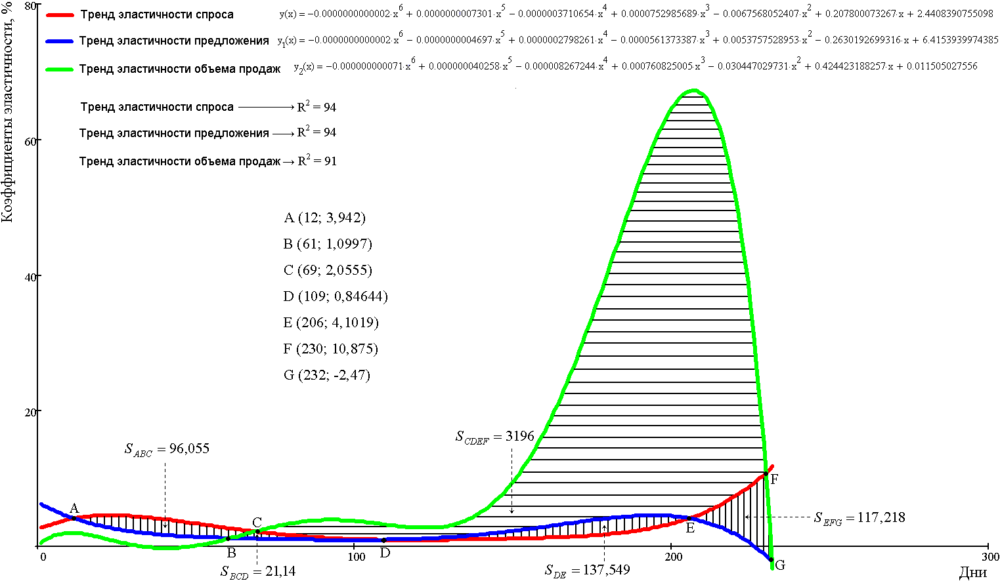 80
Коэффициенты эластичности, %
Тренд эластичности спроса y(x) = −0.0000000000002·x^6 + 0.0000000007301·x^5 − 0.0000003710654·x^4 + 0.0000752985689·x^3 − 0.0067568052407·x^2 + 0.207800073267·x + 2.4408390755098
Тренд эластичности предложения y₁(x) = −0.0000000000002·x^6 − 0.0000000004697·x^5 + 0.0000002798261·x^4 − 0.0000561373387·x^3 + 0.0053757528953·x^2 − 0.2630192699316·x + 6.4153939974385
Тренд эластичности объема продаж y₂(x) = −0.000000000071·x^6 + 0.000000040258·x^5 − 0.000008267244·x^4 + 0.000760825005·x^3 − 0.030447029731·x^2 + 0.424423188257·x + 0.011505027556
Тренд эластичности спроса R² = 94
Тренд эластичности предложения R² = 94
60
Тренд эластичности объема продаж R² = 91
A (12; 3,942)
B (61; 1,0997)
C (69; 2,0555)
40
D (109; 0,84644)
E (206; 4,1019)
F (230; 10,875)
G (232; -2,47)
20
S_CDEF = 3196
S_ABC = 96,055
F
A
S_EFG = 117,218
C
E
B
D
0
100
200
300
G
S_BCD = 21,14
S_DE = 137,549
Дни